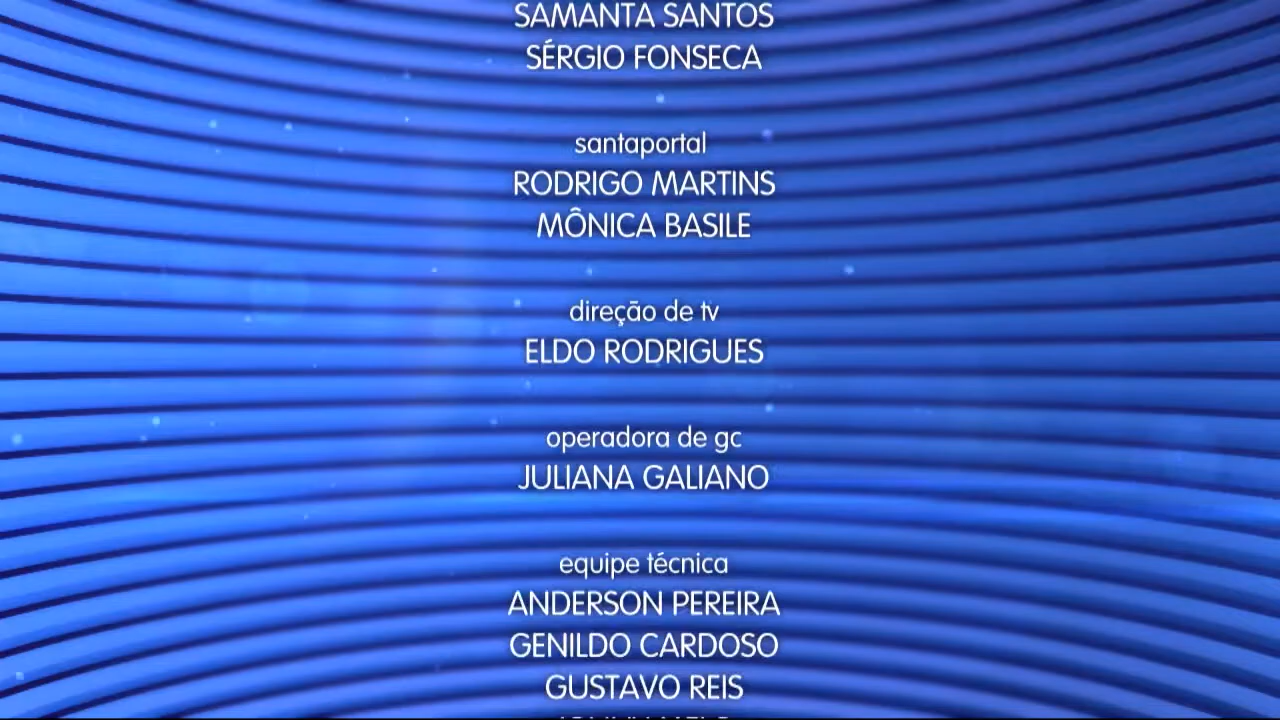 SAMANTA SANTOS
SÉRGIO FONSECA
santaportal
RODRIGO MARTINS
MÔNICA BASILE
direção de tv
ELDO RODRIGUES
operadora de gc
JULIANA GALIANO
equipe técnica
ANDERSON PEREIRA
GENILDO CARDOSO
GUSTAVO REIS